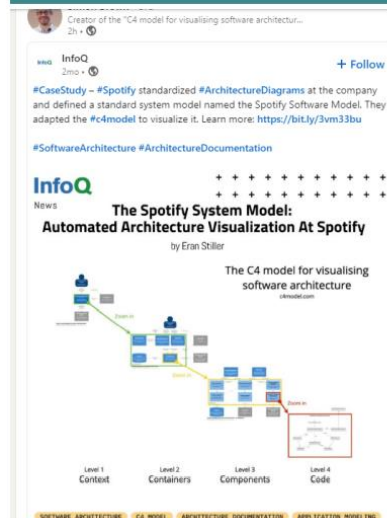 Creator of the "C4 model for visualising software architectur...
2h •
InfoQ
2mo •
+ Follow
#CaseStudy – #Spotify standardized #ArchitectureDiagrams at the company
and defined a standard system model named the Spotify Software Model. They
adapted the #c4model to visualize it. Learn more: https://bit.ly/3vm33bu
#SoftwareArchitecture #ArchitectureDocumentation
InfoQ
News
The Spotify System Model:
Automated Architecture Visualization At Spotify
by Eran Stiller
The C4 model for visualising
software architecture
c4model.com
Zoom in
Zoom in
Zoom in
Level 1
Context
Level 2
Containers
Level 3
Components
Level 4
Code
SOFTWARE ARCHITECTURE
C4 MODEL
ARCHITECTURE DOCUMENTATION
APPLICATION MODELING